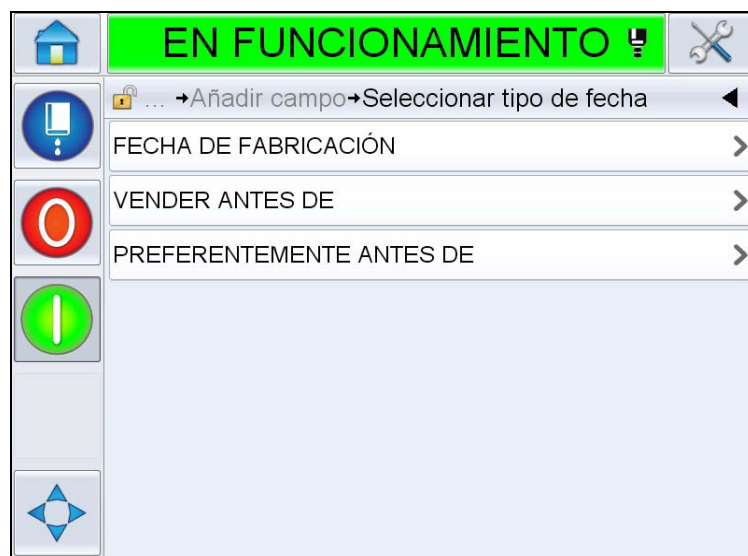 EN FUNCIONAMIENTO
... →Añadir campo→Seleccionar tipo de fecha
FECHA DE FABRICACIÓN
VENDER ANTES DE
PREFERENTEMENTE ANTES DE